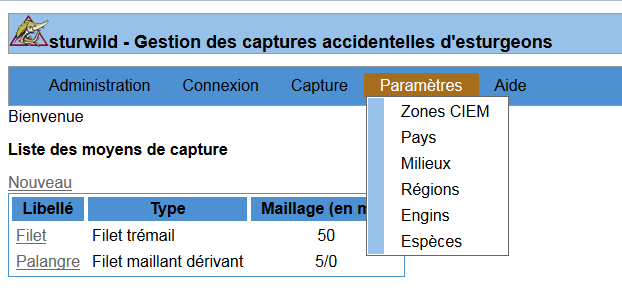 sturwild - Gestion des captures accidentelles d'esturgeons
Administration Connexion Capture Paramètres Aide
Zones CIEM
Pays
Milieux
Régions
Engins
Espèces
Bienvenue
Liste des moyens de capture
Nouveau
Libellé Type Maillage (en
Filet Filet trémail 50
Palangre Filet maillant dérivant 5/0